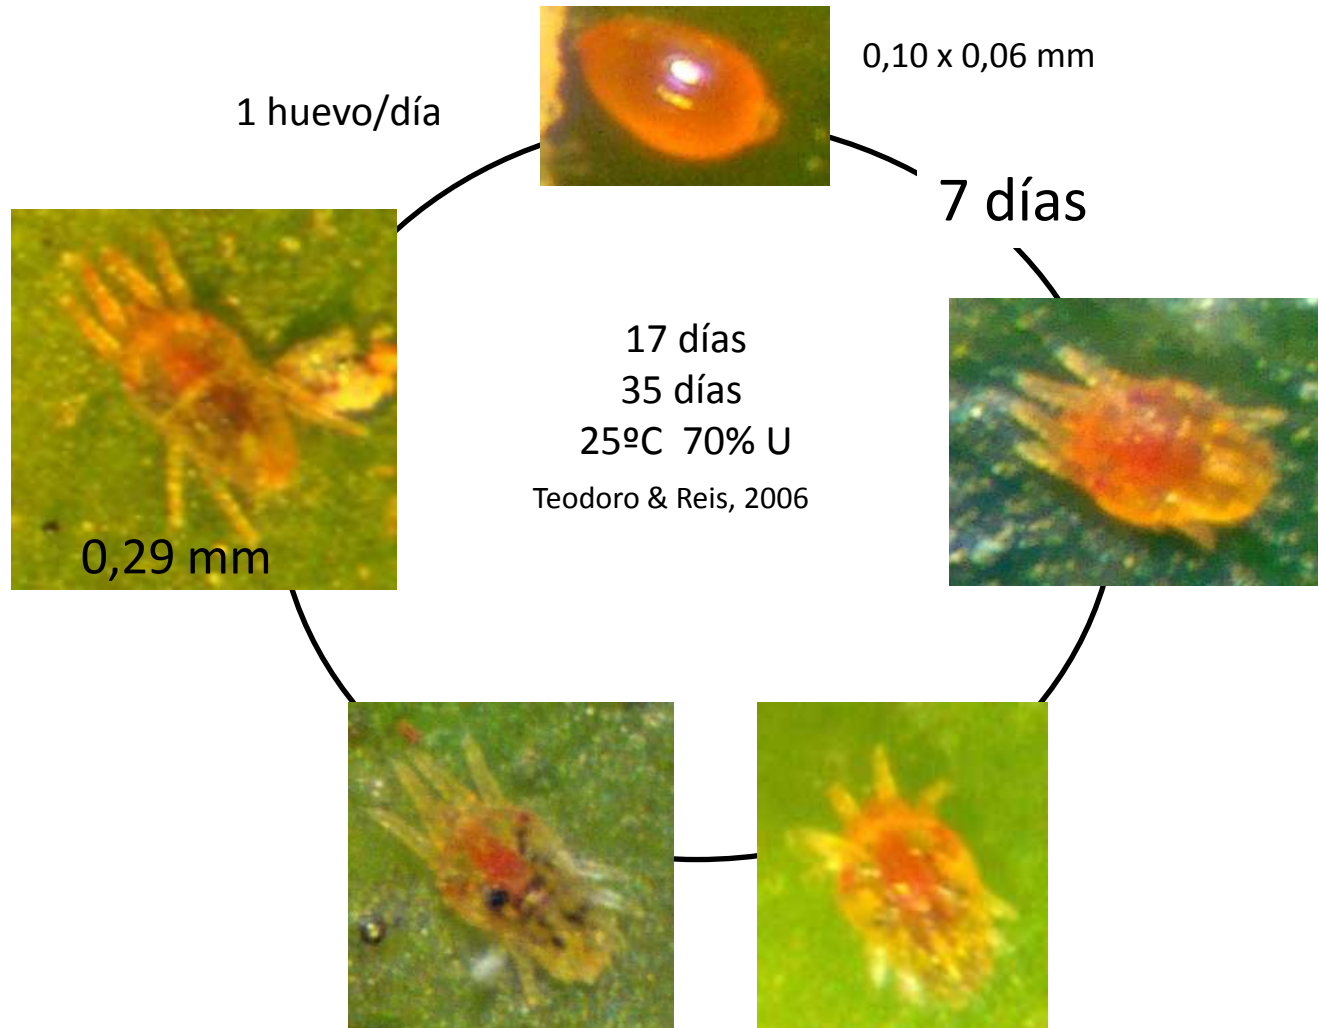 0,10 x 0,06 mm
1 huevo/día
7 días
17 días
35 días
25ºC 70% U
Teodoro & Reis, 2006
0,29 mm